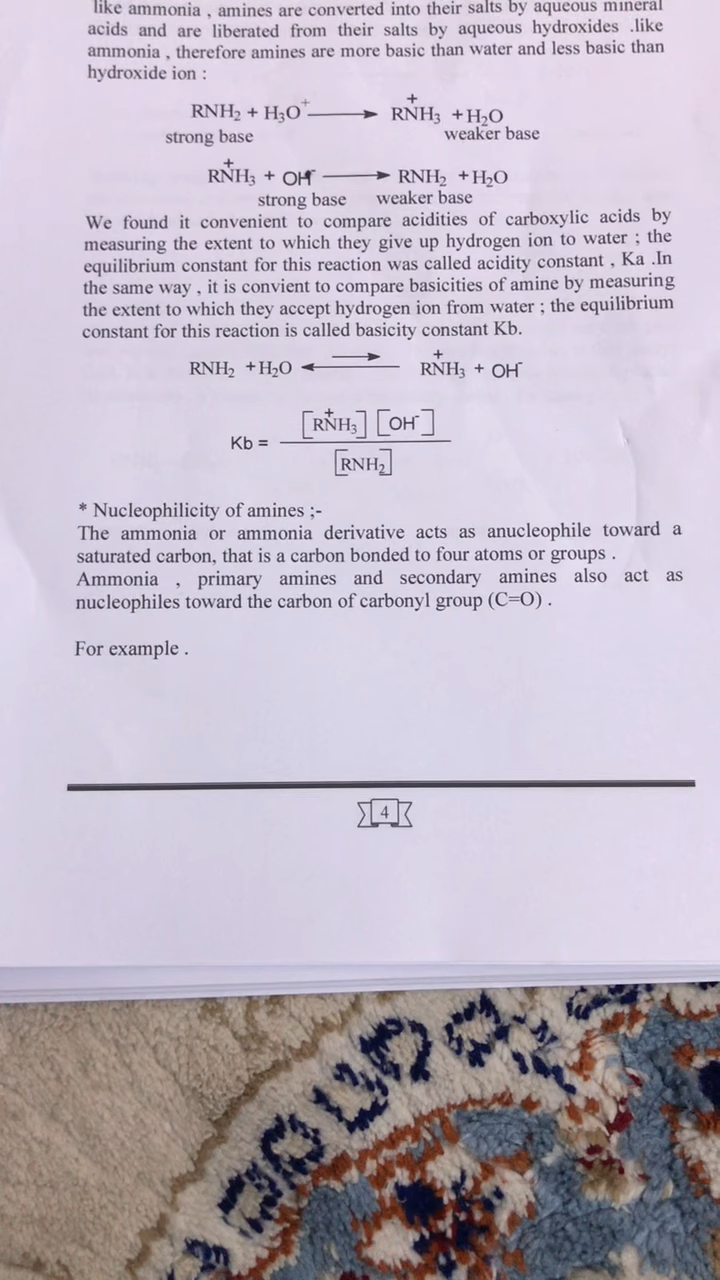 like ammonia , amines are converted into their salts by aqueous mineral
acids and are liberated from their salts by aqueous hydroxides .like
ammonia , therefore amines are more basic than water and less basic than
hydroxide ion :
RNH₂ + H₃O⁺ ⟶ RN⁺H₃ + H₂O
strong base weaker base
RN⁺H₃ + OH⁻ ⟶ RNH₂ + H₂O
strong base weaker base
We found it convenient to compare acidities of carboxylic acids by
measuring the extent to which they give up hydrogen ion to water ; the
equilibrium constant for this reaction was called acidity constant , Ka .In
the same way , it is convient to compare basicities of amine by measuring
the extent to which they accept hydrogen ion from water ; the equilibrium
constant for this reaction is called basicity constant Kb.
RNH₂ + H₂O ⇄ RN⁺H₃ + OH⁻
[RN⁺H₃] [OH⁻]
Kb =
[RNH₂]
* Nucleophilicity of amines ;-
The ammonia or ammonia derivative acts as anucleophile toward a
saturated carbon, that is a carbon bonded to four atoms or groups .
Ammonia , primary amines and secondary amines also act as
nucleophiles toward the carbon of carbonyl group (C=O) .
For example .
4